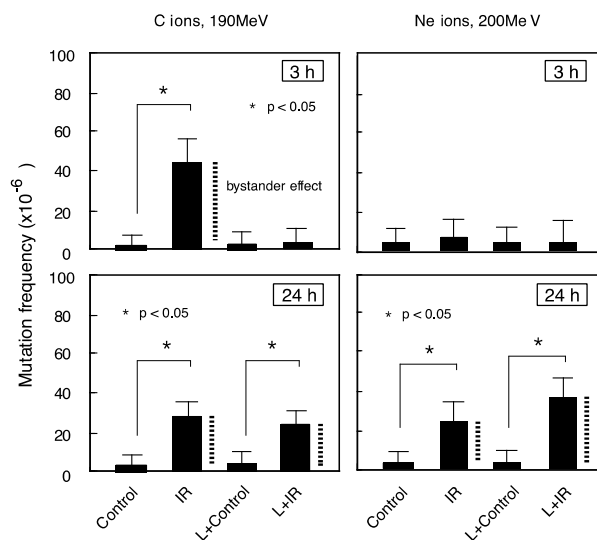 C ions, 190MeV
Ne ions, 200MeV
Mutation frequency (x10-6)
100
80
60
40
20
0
3 h
*
* p < 0.05
bystander effect
3 h
100
80
60
40
20
0
24 h
* p < 0.05
*
*
24 h
* p < 0.05
*
*
Control
IR
L+Control
L+IR
Control
IR
L+Control
L+IR